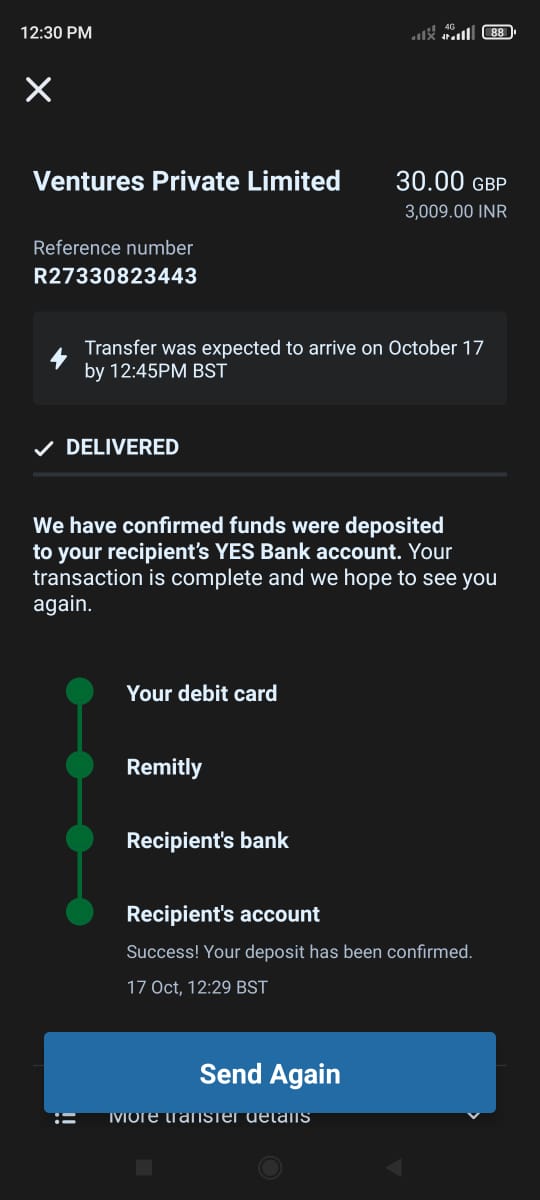 12:30 PM
4G
88
Ventures Private Limited
30.00 GBP
3,009.00 INR
Reference number
R27330823443
Transfer was expected to arrive on October 17
by 12:45PM BST
DELIVERED
We have confirmed funds were deposited
to your recipient's YES Bank account. Your
transaction is complete and we hope to see you
again.
Your debit card
Remitly
Recipient's bank
Recipient's account
Success! Your deposit has been confirmed.
17 Oct, 12:29 BST
Send Again
More transfer details